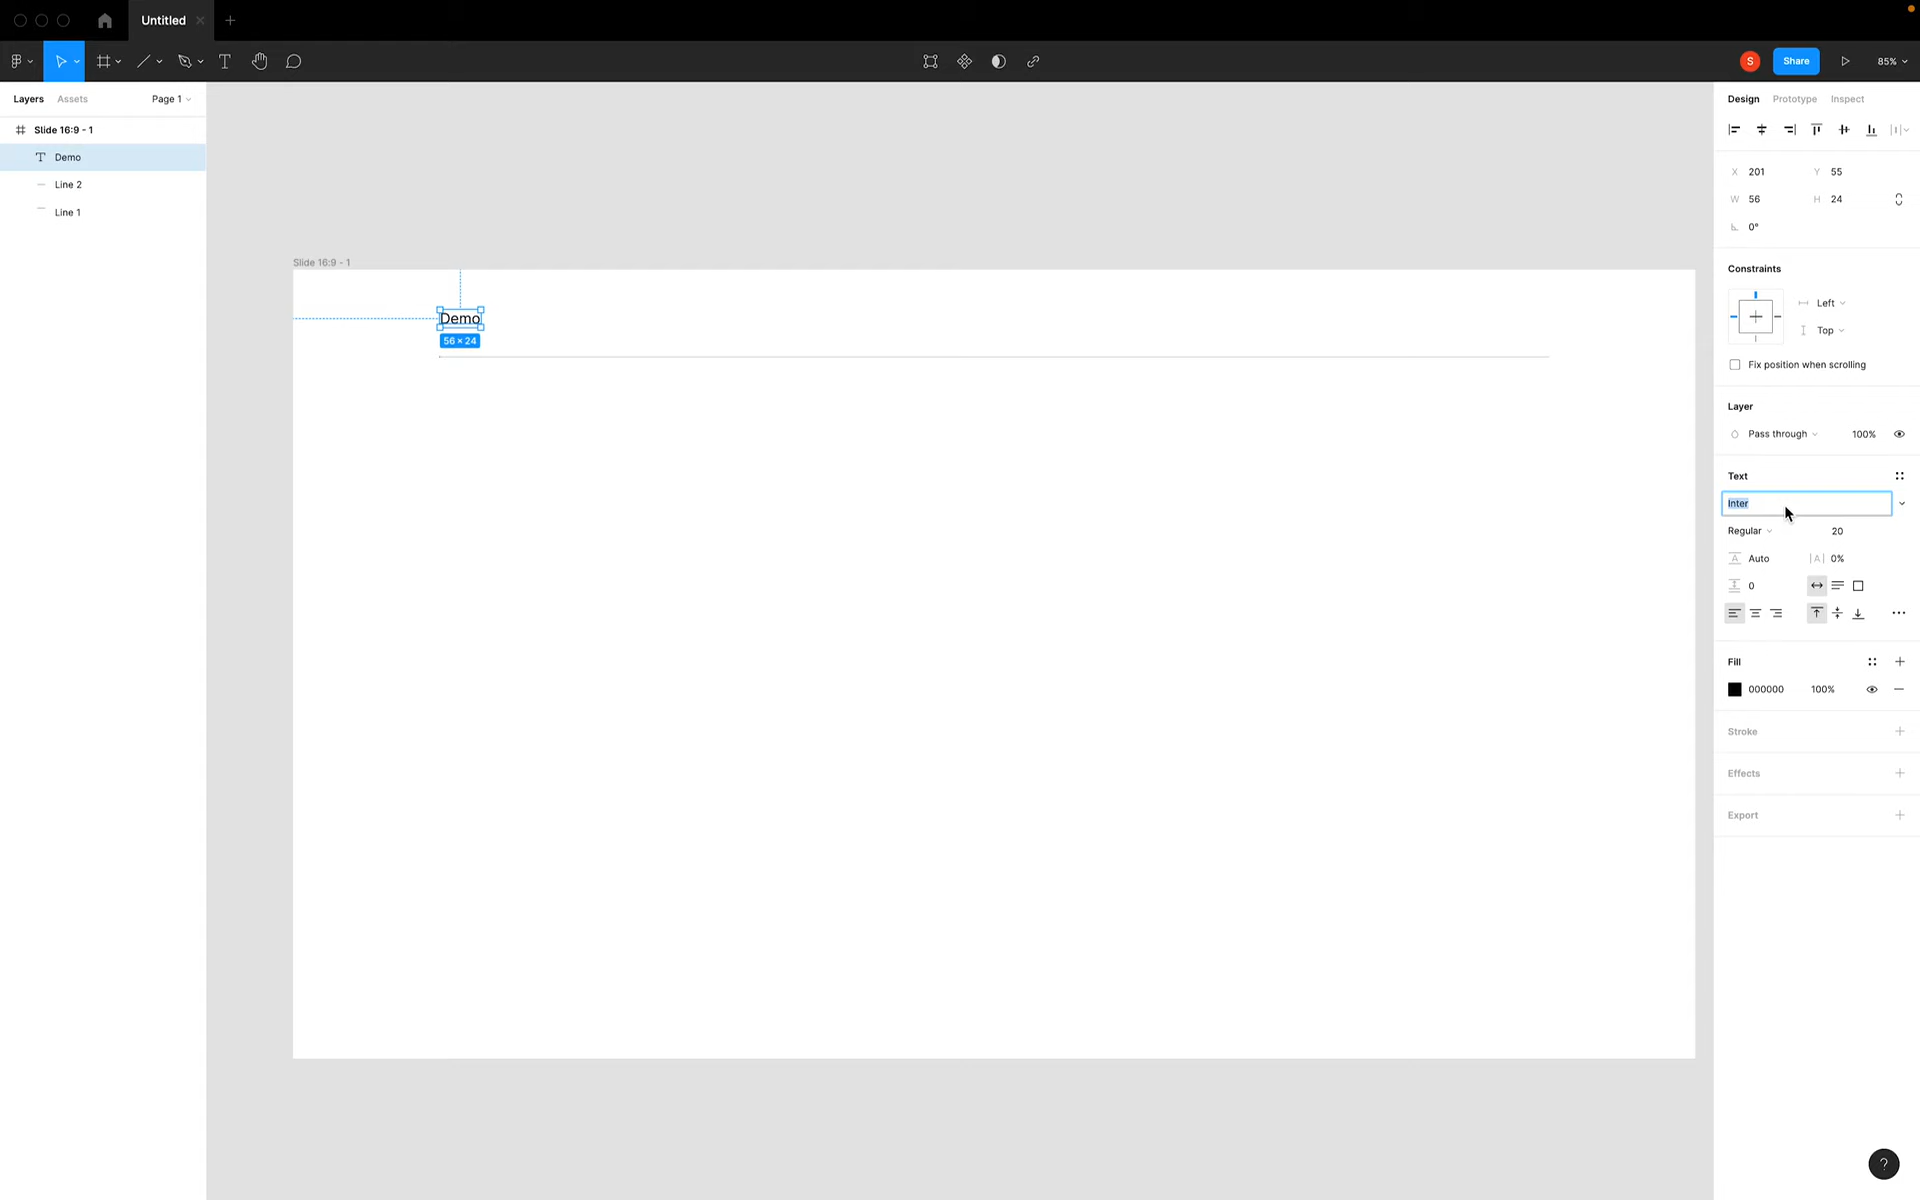 Untitled
Share
85%
S
Layers
Assets
Page 1
Slide 16:9 - 1
Demo
Line 2
Line 1
Slide 16:9 - 1
Demo
56 × 24
Design
Prototype
Inspect
X 201
Y 55
W 56
H 24
0°
Constraints
Left
Top
Fix position when scrolling
Layer
Pass through
100%
Text
Inter
Regular
20
A Auto
|A| 0%
0
Fill
000000
100%
Stroke
Effects
Export
?